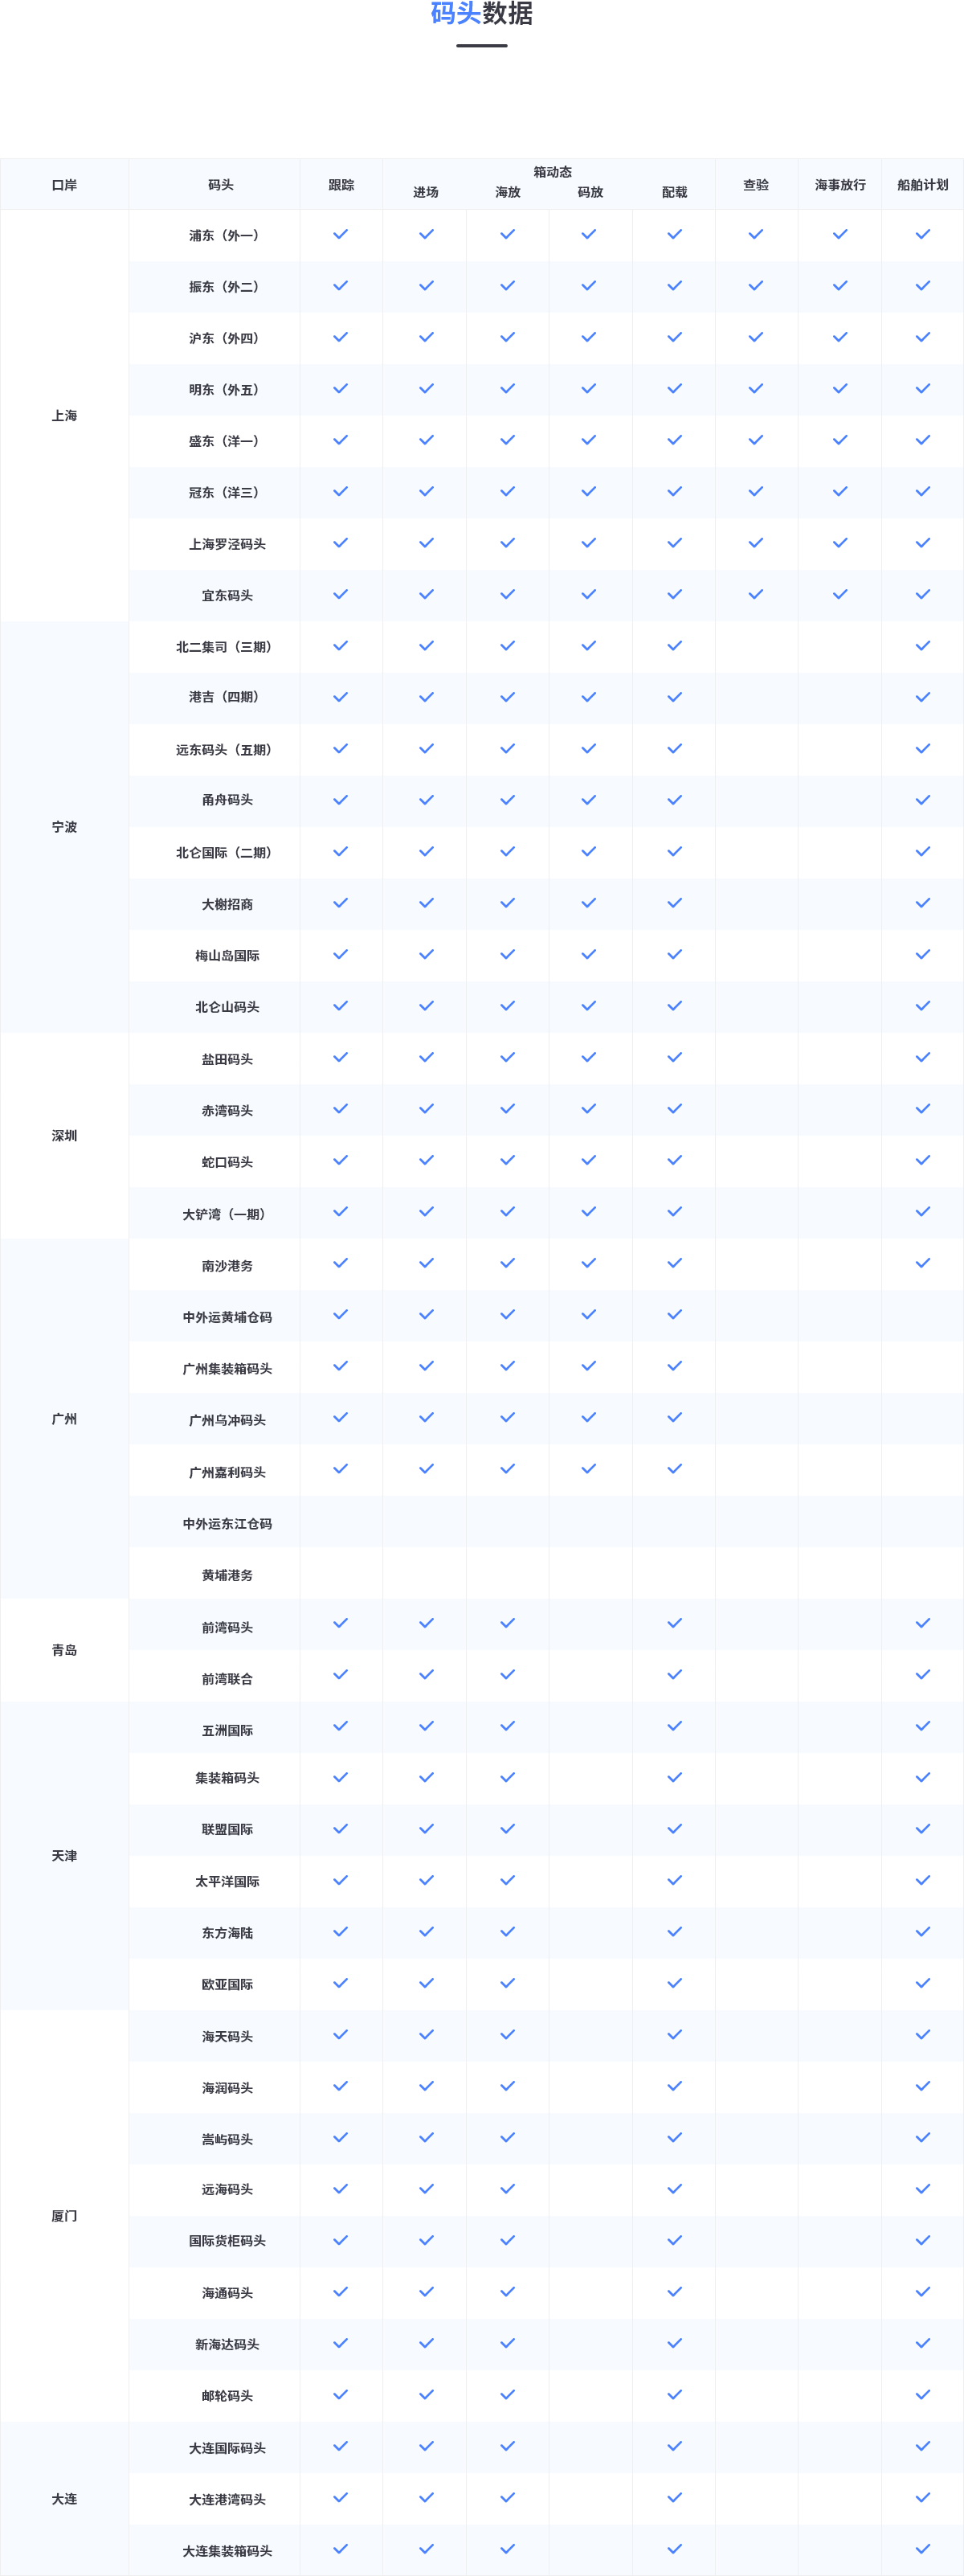 码头数据
口岸 码头 跟踪 箱动态 查验 海事放行 船舶计划
进场 海放 码放 配载
上海
浦东（外一）
振东（外二）
沪东（外四）
明东（外五）
盛东（洋一）
冠东（洋三）
上海罗泾码头
宜东码头
宁波
北二集司（三期）
港吉（四期）
远东码头（五期）
甬舟码头
北仑国际（二期）
大榭招商
梅山岛国际
北仑山码头
深圳
盐田码头
赤湾码头
蛇口码头
大铲湾（一期）
广州
南沙港务
中外运黄埔仓码
广州集装箱码头
广州乌冲码头
广州嘉利码头
中外运东江仓码
黄埔港务
青岛
前湾码头
前湾联合
天津
五洲国际
集装箱码头
联盟国际
太平洋国际
东方海陆
欧亚国际
厦门
海天码头
海润码头
嵩屿码头
远海码头
国际货柜码头
海通码头
新海达码头
邮轮码头
大连
大连国际码头
大连港湾码头
大连集装箱码头